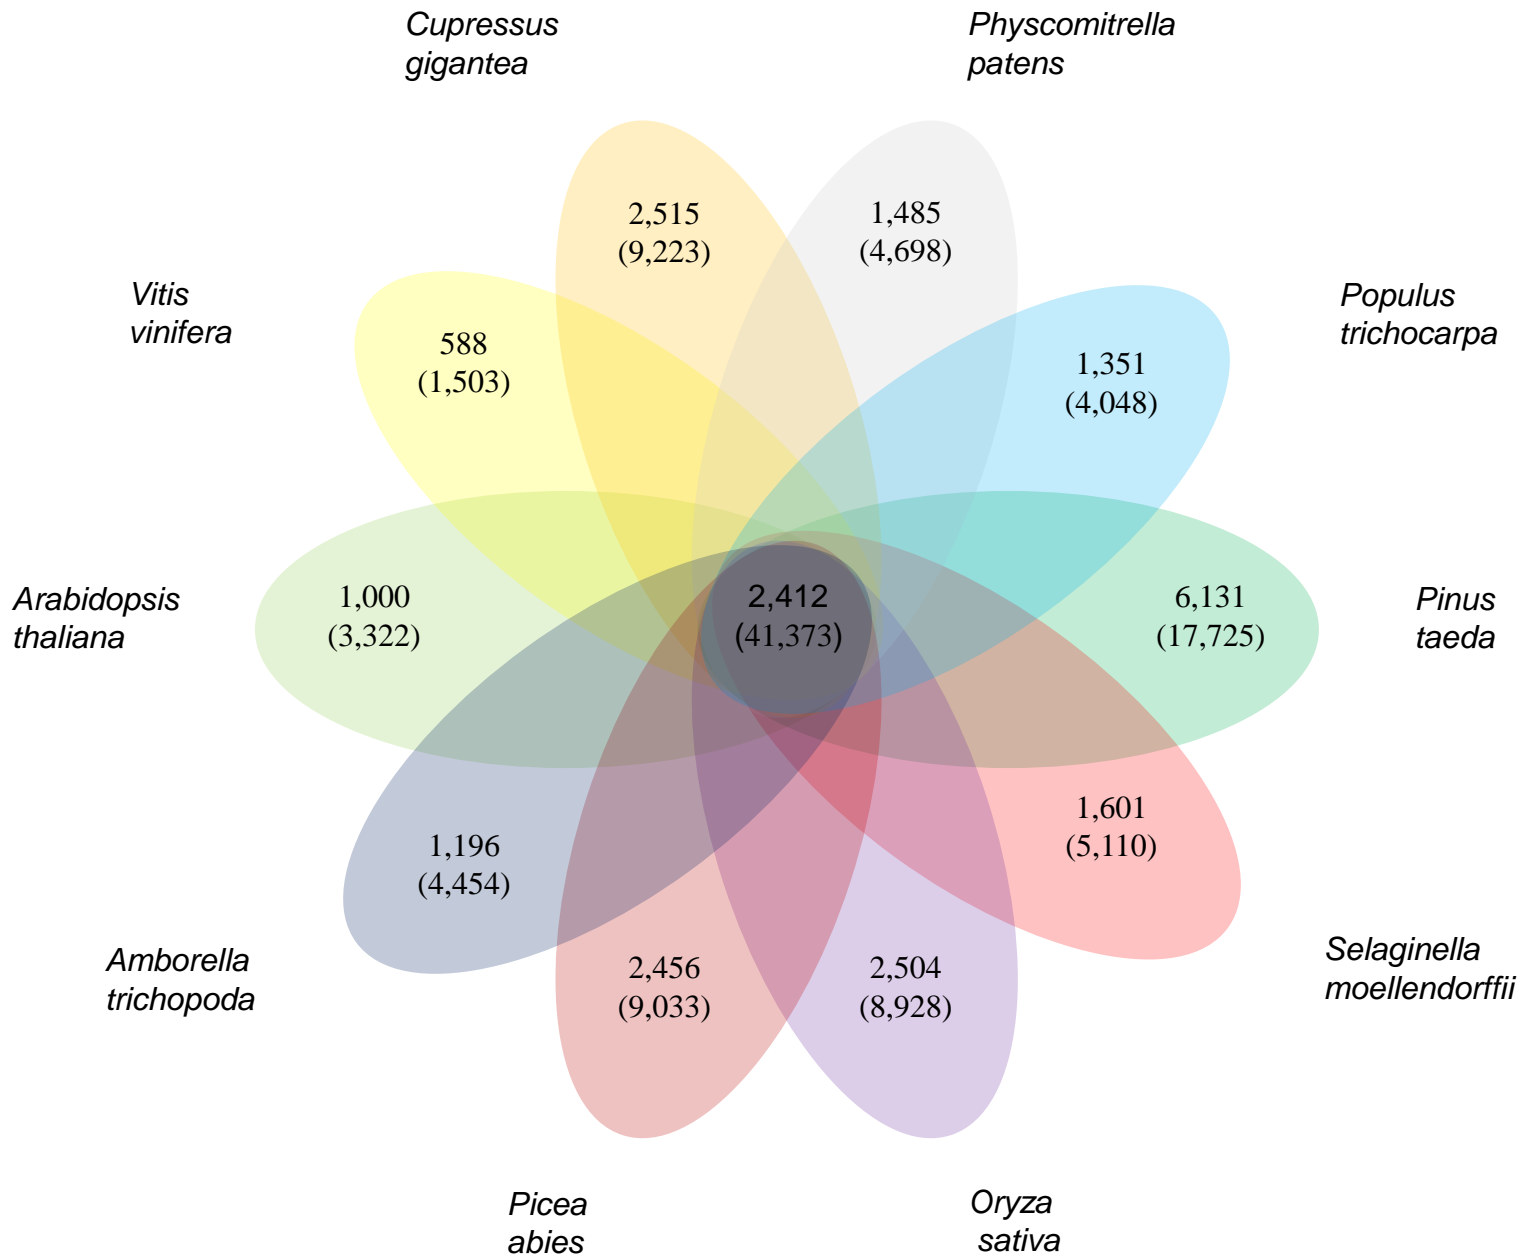 Cupressus
gigantea
Physcomitrella
patens
2,515
(9,223)
1,485
(4,698)
Vitis
vinifera
Populus
trichocarpa
588
(1,503)
1,351
(4,048)
Arabidopsis
thaliana
1,000
(3,322)
2,412
(41,373)
6,131
(17,725)
Pinus
taeda
1,601
(5,110)
1,196
(4,454)
Amborella
trichopoda
2,456
(9,033)
2,504
(8,928)
Selaginella
moellendorffii
Picea
abies
Oryza
sativa